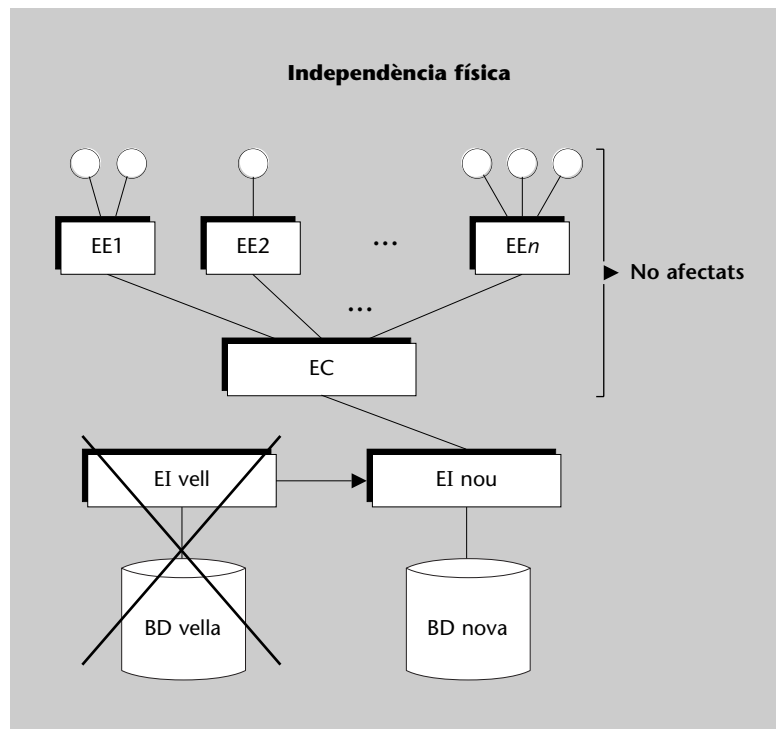 Independència física
EE1
EE2
...
EEn
No afectats
...
EC
EI vell
EI nou
BD vella
BD nova